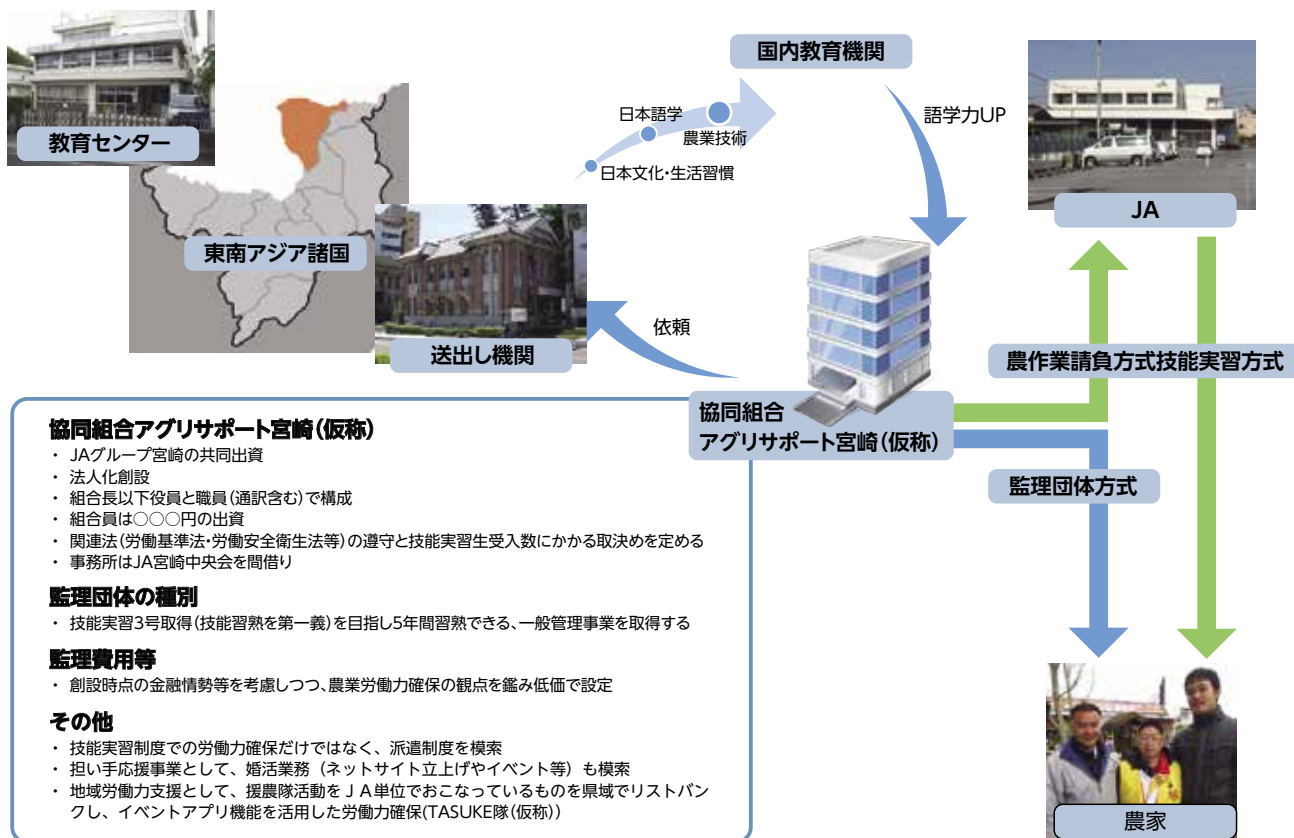 国内教育機関
日本語学
農業技術
日本文化・生活習慣
語学力UP
教育センター
JA
東南アジア諸国
送出し機関
依頼
農作業請負方式技能実習方式
協同組合
アグリサポート宮崎(仮称)
監理団体方式
協同組合アグリサポート宮崎(仮称)
・ JAグループ宮崎の共同出資
・ 法人化創設
・ 組合長以下役員と職員(通訳含む)で構成
・ 組合員は○○○円の出資
・ 関連法(労働基準法・労働安全衛生法等)の遵守と技能実習生受入数にかかる取決めを定める
・ 事務所はJA宮崎中央会を間借り
監理団体の種別
・ 技能実習3号取得(技能習熟を第一義)を目指し5年間習熟できる、一般管理事業を取得する
監理費用等
・ 創設時点の金融情勢等を考慮しつつ、農業労働力確保の観点を鑑み低価で設定
その他
・ 技能実習制度での労働力確保だけではなく、派遣制度を模索
・ 担い手応援事業として、婚活業務（ネットサイト立上げやイベント等）も模索
・ 地域労働力支援として、援農隊活動をＪＡ単位でおこなっているものを県域でリストバン
クし、イベントアプリ機能を活用した労働力確保(TASUKE隊(仮称))
農家